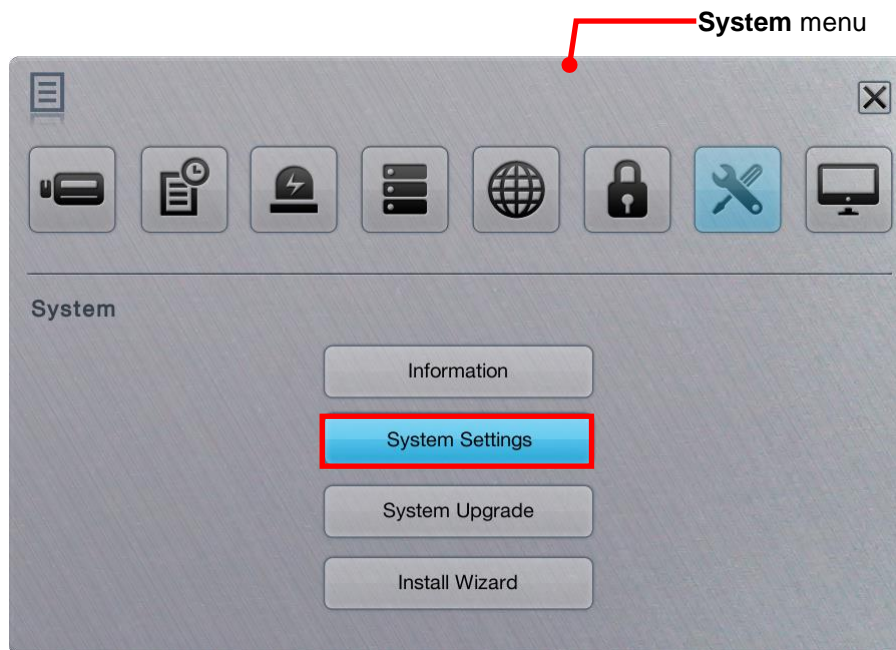 System menu
System
Information
System Settings
System Upgrade
Install Wizard